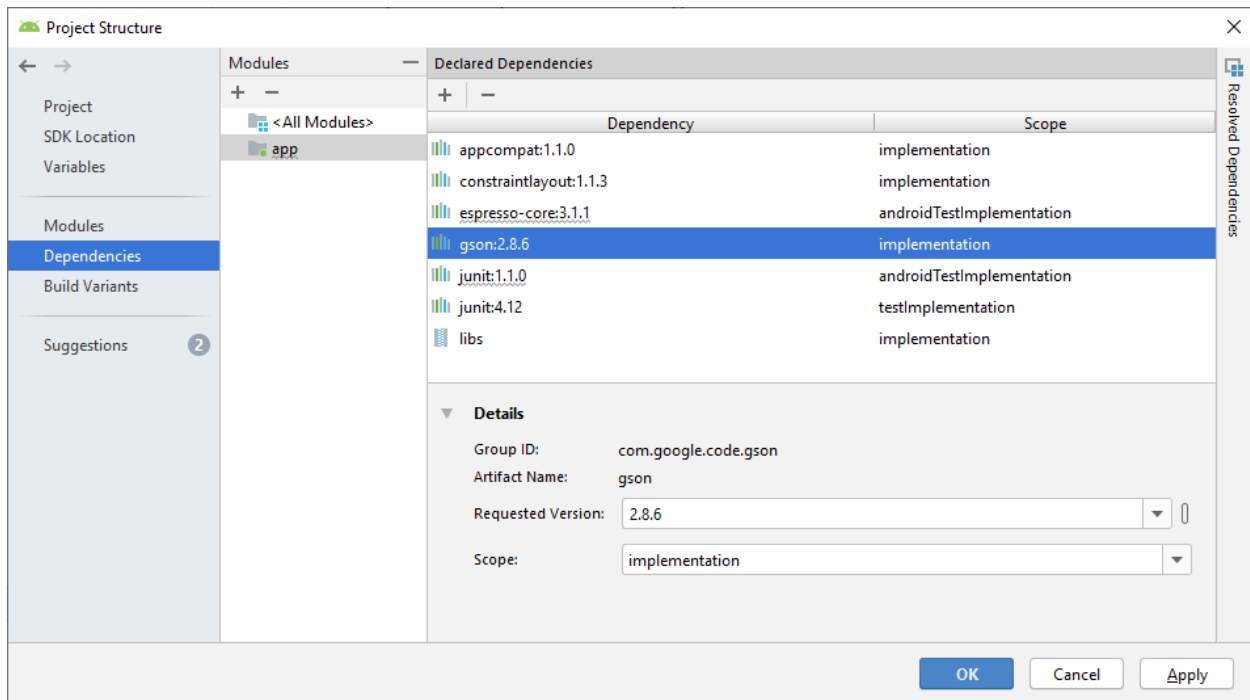 Project Structure
Project
SDK Location
Variables
Modules
Dependencies
Build Variants
Suggestions 2
Modules
<All Modules>
app
Declared Dependencies
Dependency Scope
appcompat:1.1.0 implementation
constraintlayout:1.1.3 implementation
espresso-core:3.1.1 androidTestImplementation
gson:2.8.6 implementation
junit:1.1.0 androidTestImplementation
junit:4.12 testImplementation
libs implementation
Details
Group ID: com.google.code.gson
Artifact Name: gson
Requested Version: 2.8.6
Scope: implementation
Resolved Dependencies
OK Cancel Apply